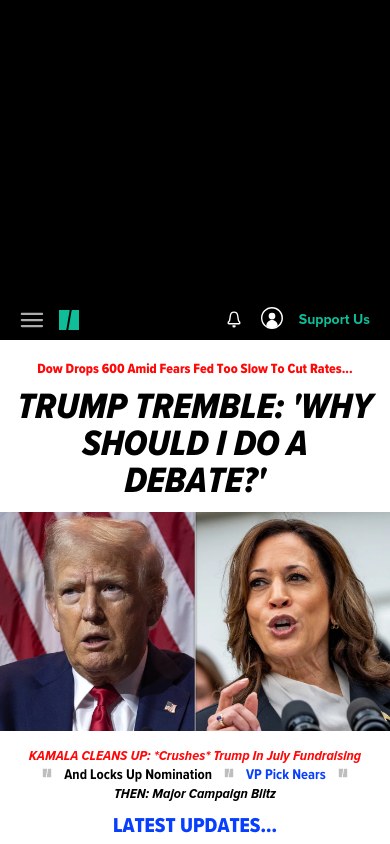 Support Us
Dow Drops 600 Amid Fears Fed Too Slow To Cut Rates...
TRUMP TREMBLE: 'WHY
SHOULD I DO A
DEBATE?'
KAMALA CLEANS UP: *Crushes* Trump In July Fundraising
And Locks Up Nomination VP Pick Nears
THEN: Major Campaign Blitz
LATEST UPDATES...